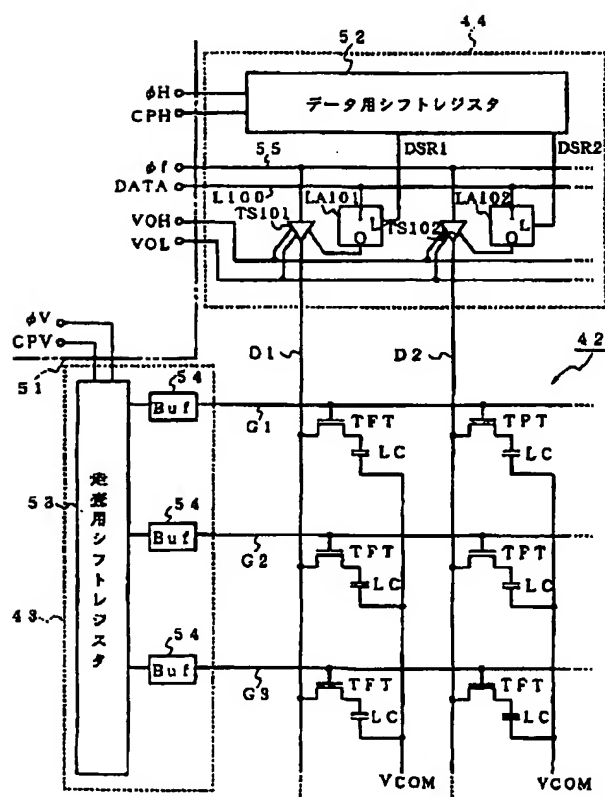 44
52
φH
CPH
データ用シフトレジスタ
DSR1
DSR2
φf
55
DATA
L100
LA101
LA102
TS101
L
TS102
L
VOH
VOL
φV
CPV
D1
D2
42
51
54
Buf
G1
TFT
TPT
LC
LC
走査用シフトレジスタ
53
54
Buf
G2
TFT
TPT
LC
LC
43
54
Buf
G3
TFT
TFT
LC
LC
VCOM
VCOM